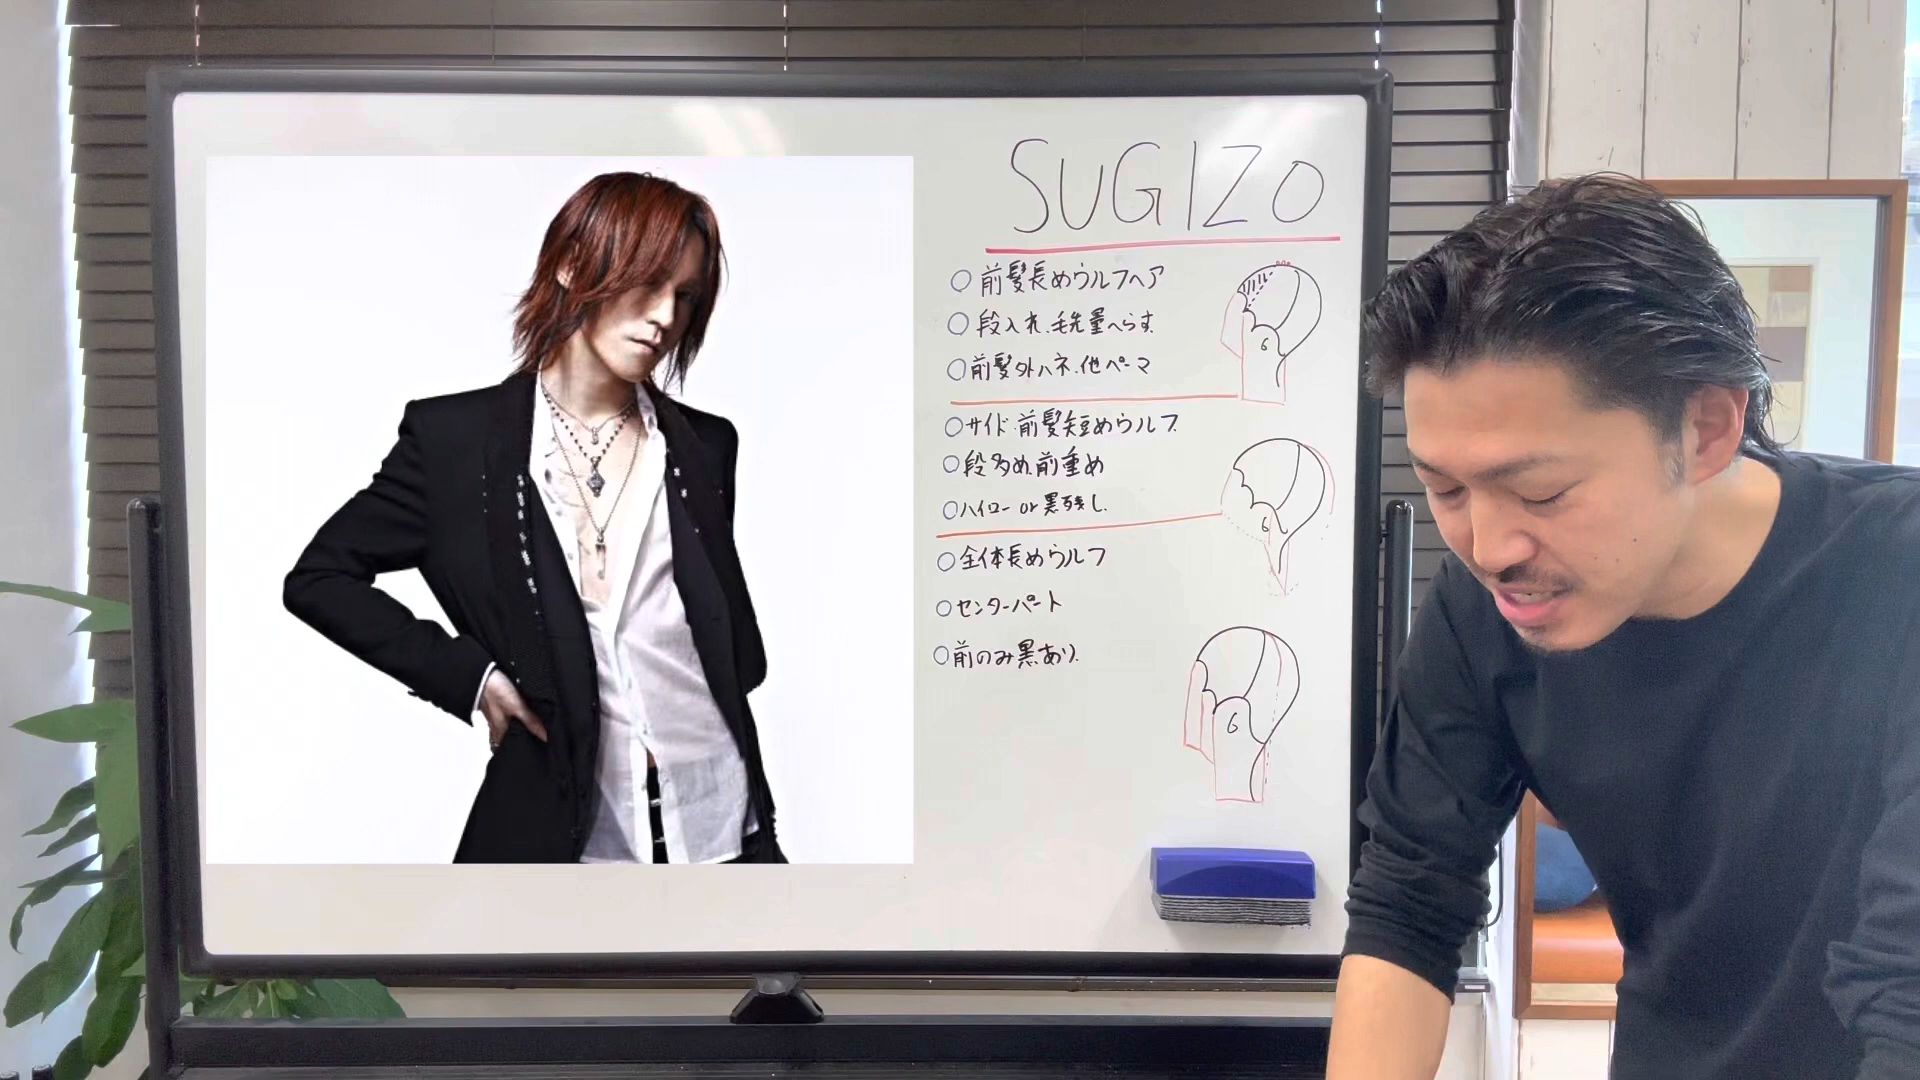 SUGIZO
○前髪長めウルフヘア
○段入れ.毛先量へらす.
○前髪外ハネ.他パーマ
○サイド.前髪短めウルフ.
○段多め.前重め
○ハイロー or 黒残し.
○全体長めウルフ
○センターパート
○前のみ黒あり.
6
6
6